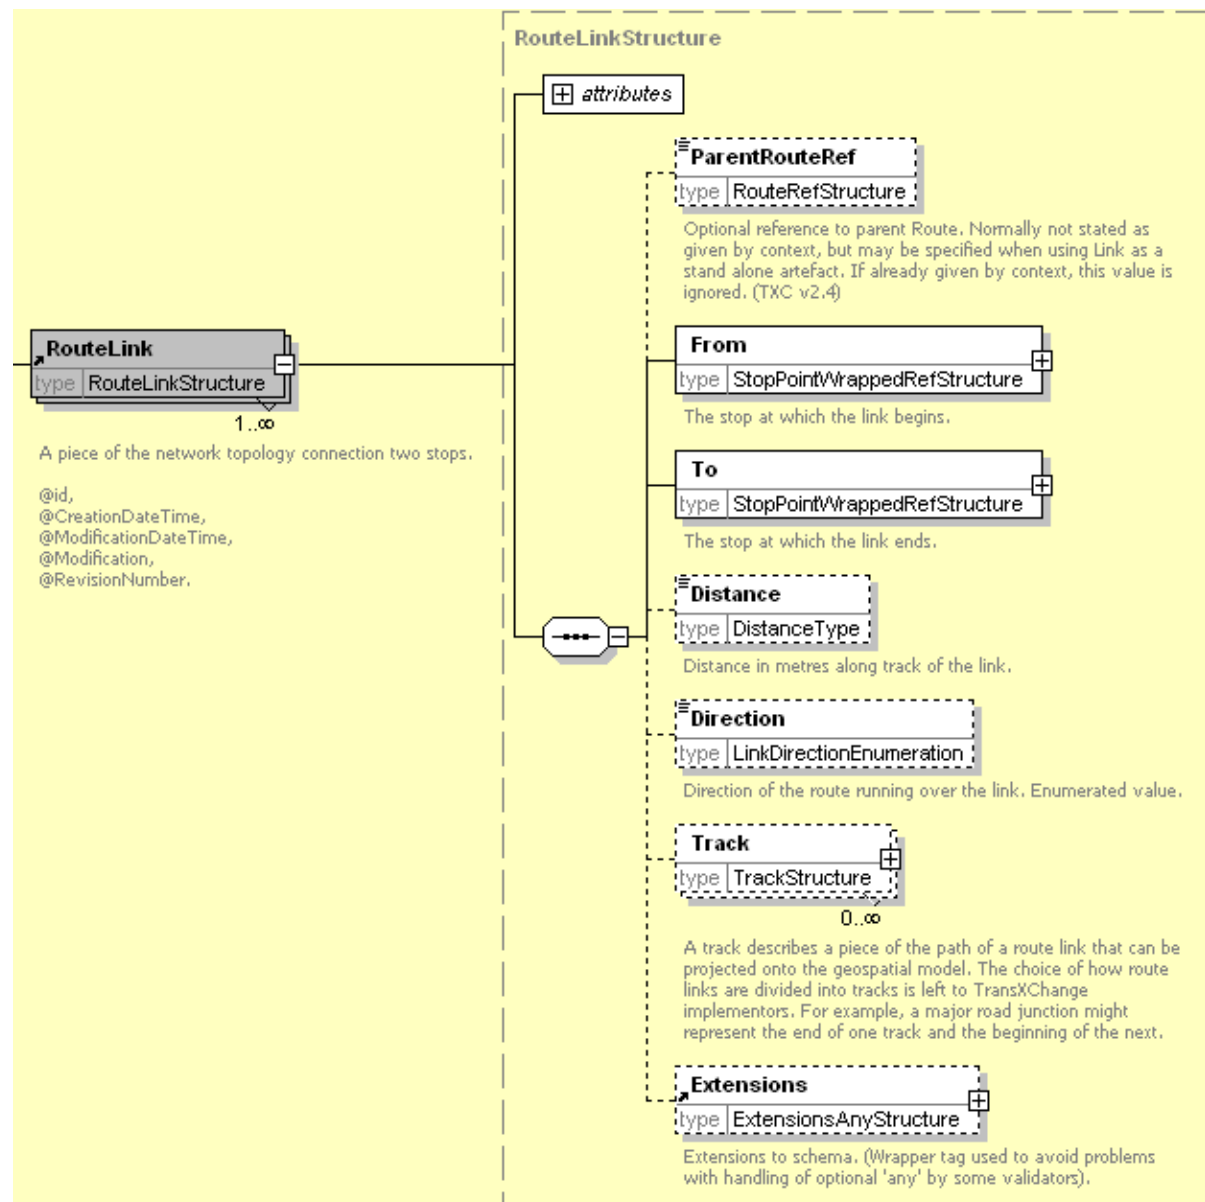 RouteLinkStructure
attributes
ParentRouteRef
type RouteRefStructure
Optional reference to parent Route. Normally not stated as
given by context, but may be specified when using Link as a
stand alone artefact. If already given by context, this value is
ignored. (TXC v2.4)
RouteLink
type RouteLinkStructure
1..∞
A piece of the network topology connection two stops.
@id,
@CreationDateTime,
@ModificationDateTime,
@Modification,
@RevisionNumber.
From
type StopPointWrappedRefStructure
The stop at which the link begins.
To
type StopPointWrappedRefStructure
The stop at which the link ends.
Distance
type DistanceType
Distance in metres along track of the link.
Direction
type LinkDirectionEnumeration
Direction of the route running over the link. Enumerated value.
Track
type TrackStructure
0..∞
A track describes a piece of the path of a route link that can be
projected onto the geospatial model. The choice of how route
links are divided into tracks is left to TransXChange
implementors. For example, a major road junction might
represent the end of one track and the beginning of the next.
Extensions
type ExtensionsAnyStructure
Extensions to schema. (Wrapper tag used to avoid problems
with handling of optional 'any' by some validators).